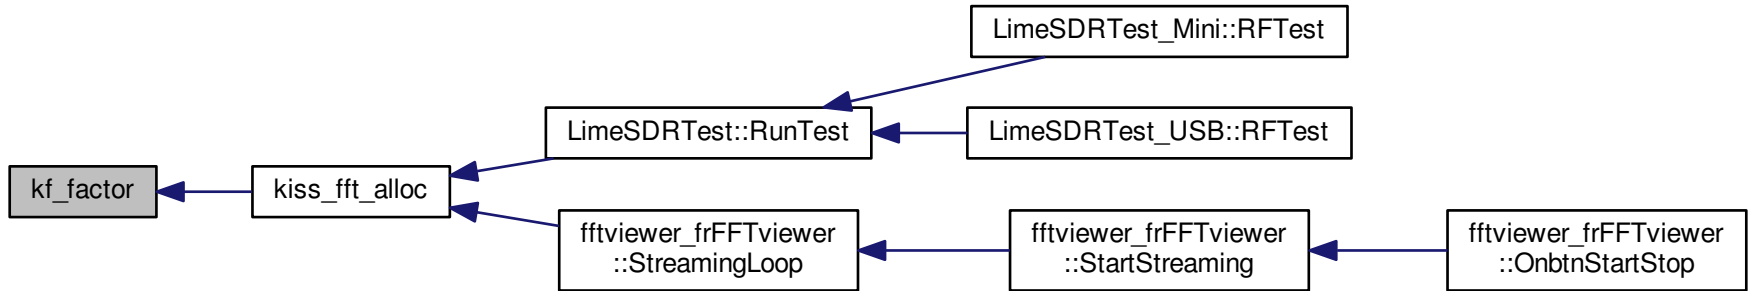 LimeSDRTest_Mini::RFTest
LimeSDRTest::RunTest
LimeSDRTest_USB::RFTest
kf_factor
kiss_fft_alloc
fftviewer_frFFTviewer
::StreamingLoop
fftviewer_frFFTviewer
::StartStreaming
fftviewer_frFFTviewer
::OnbtnStartStop